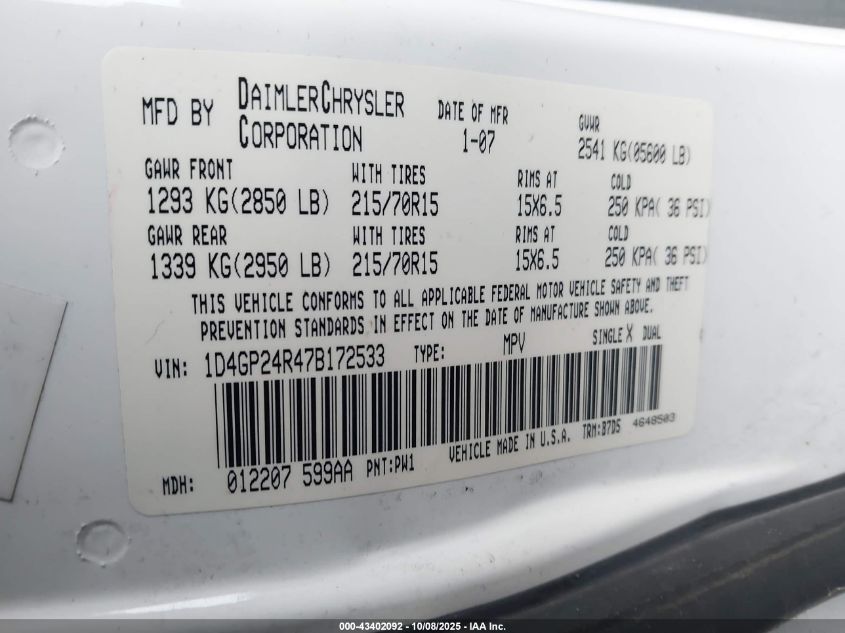 MFD BY DAIMLERCHRYSLER CORPORATION DATE OF MFR 1-07 GVWR 2541 KG(05600 LB)
GAWR FRONT WITH TIRES RIMS AT COLD
1293 KG(2850 LB) 215/70R15 15X6.5 250 KPA( 36 PSI)
GAWR REAR WITH TIRES RIMS AT COLD
1339 KG(2950 LB) 215/70R15 15X6.5 250 KPA( 36 PSI)
THIS VEHICLE CONFORMS TO ALL APPLICABLE FEDERAL MOTOR VEHICLE SAFETY AND THEFT
PREVENTION STANDARDS IN EFFECT ON THE DATE OF MANUFACTURE SHOWN ABOVE.
VIN: 1D4GP24R47B172533 TYPE: MPV SINGLE X DUAL
VEHICLE MADE IN U.S.A. TRM:B7D5 4648503
MDH: 012207 599AA PNT:PW1
000-43402092 - 10/08/2025 - IAA Inc.